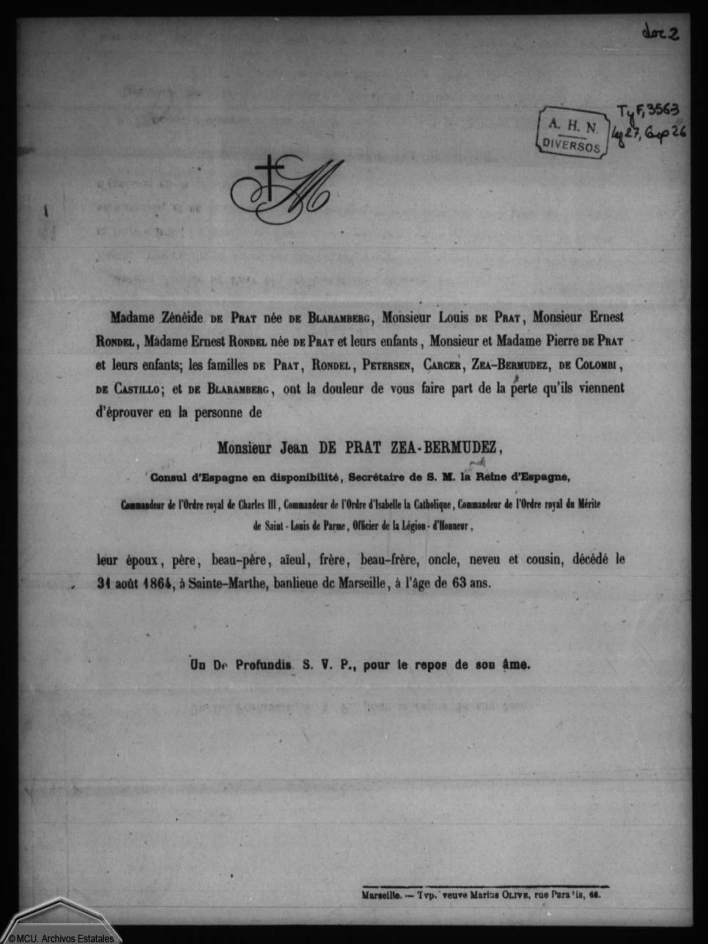 doc 2
T y F, 3563
A. H. N.
DIVERSOS
Leg 27, Exp 26
M
Madame Zénéide DE PRAT née DE BLARAMBERG, Monsieur Louis DE PRAT, Monsieur Ernest
RONDEL, Madame Ernest RONDEL née DE PRAT et leurs enfants, Monsieur et Madame Pierre DE PRAT
et leurs enfants; les familles DE PRAT, RONDEL, PETERSEN, CARCER, ZEA-BERMUDEZ, DE COLOMBI,
DE CASTILLO; et DE BLARAMBERG, ont la douleur de vous faire part de la perte qu'ils viennent
d'éprouver en la personne de
Monsieur Jean DE PRAT ZEA-BERMUDEZ,
Consul d'Espagne en disponibilité, Secrétaire de S. M. la Reine d'Espagne,
Commandeur de l'Ordre royal de Charles III, Commandeur de l'Ordre d'Isabelle la Catholique, Commandeur de l'Ordre royal du Mérite
de Saint-Louis de Parme, Officier de la Légion-d'Honneur,
leur époux, père, beau-père, aïeul, frère, beau-frère, oncle, neveu et cousin, décédé le
31 août 1864, à Sainte-Marthe, banlieue de Marseille, à l'âge de 63 ans.
Un De Profundis S. V. P., pour le repos de son âme.
Marseille. — Typ. veuve Marius OLIVE, rue Paradis, 68.
©MCU. Archivos Estatales